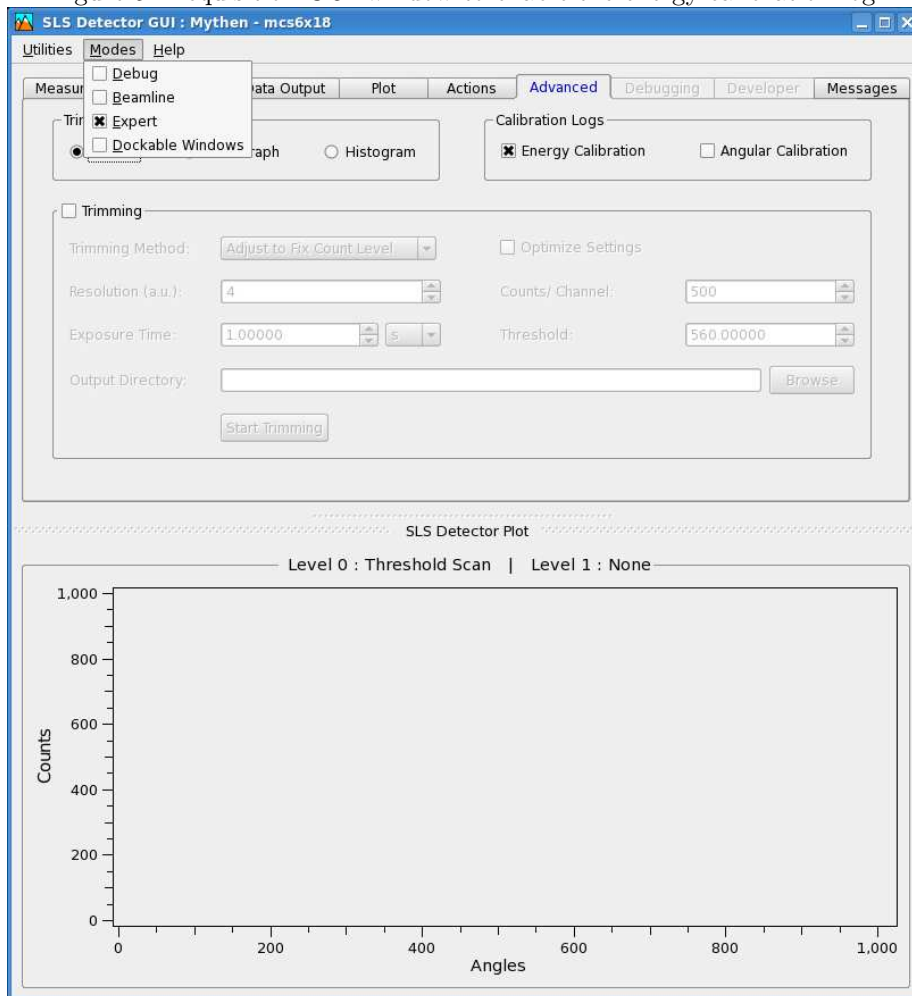 SLS Detector GUI : Mythen - mcs6x18
Utilities Modes Help
Debug
Beamline
Expert
Dockable Windows
Measur ata Output Plot Actions Advanced Debugging Developer Messages
Trir Calibration Logs
raph Histogram Energy Calibration Angular Calibration
Trimming
Trimming Method: Adjust to Fix Count Level Optimize Settings
Resolution (a.u.): 4 Counts/ Channel: 500
Exposure Time: 1.00000 s Threshold: 560.00000
Output Directory: Browse
Start Trimming
SLS Detector Plot
Level 0 : Threshold Scan | Level 1 : None
1,000
800
600
400
200
0
Counts
0 200 400 600 800 1,000
Angles